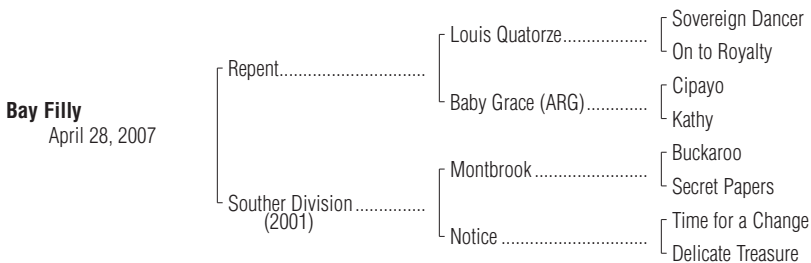 Sovereign Dancer
Louis Quatorze..................
On to Royalty
Repent...............................
Cipayo
Baby Grace (ARG).............
Kathy
Bay Filly
April 28, 2007
Buckaroo
Montbrook ........................
Secret Papers
Souther Division ...............
(2001)
Time for a Change
Notice ...............................
Delicate Treasure